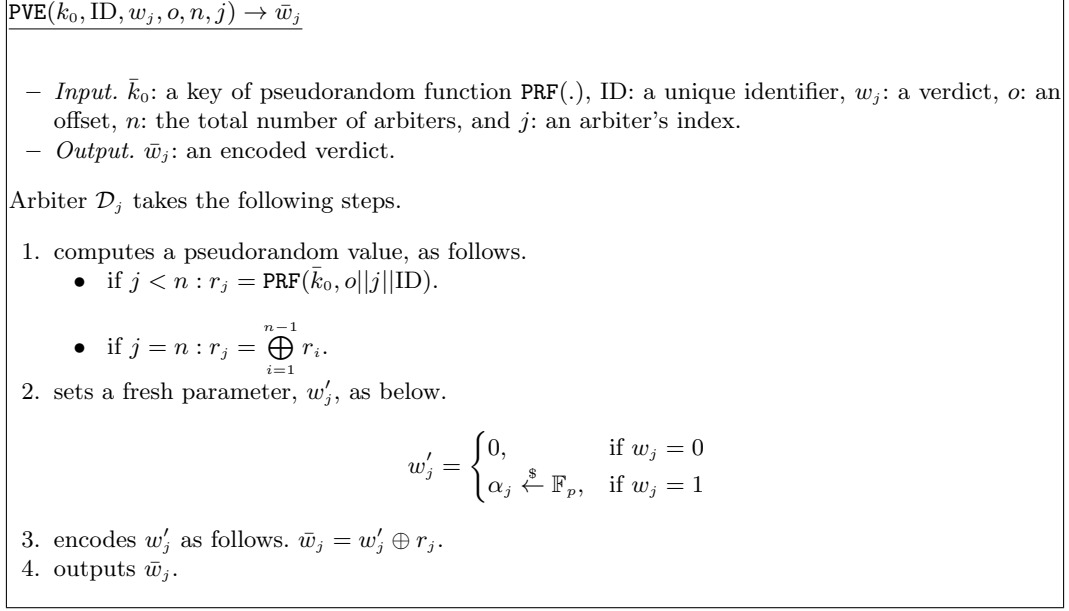 PVE(k₀, ID, wⱼ, o, n, j) → w̄ⱼ
– Input. k̄₀: a key of pseudorandom function PRF(.), ID: a unique identifier, wⱼ: a verdict, o: an
offset, n: the total number of arbiters, and j: an arbiter's index.
– Output. w̄ⱼ: an encoded verdict.
Arbiter 𝒟ⱼ takes the following steps.
1. computes a pseudorandom value, as follows.
• if j < n : rⱼ = PRF(k̄₀, o||j||ID).
• if j = n : rⱼ = ⊕_{i=1}^{n−1} rᵢ.
2. sets a fresh parameter, w′ⱼ, as below.
w′ⱼ = { 0, if wⱼ = 0
αⱼ ←$ 𝔽ₚ, if wⱼ = 1
3. encodes w′ⱼ as follows. w̄ⱼ = w′ⱼ ⊕ rⱼ.
4. outputs w̄ⱼ.